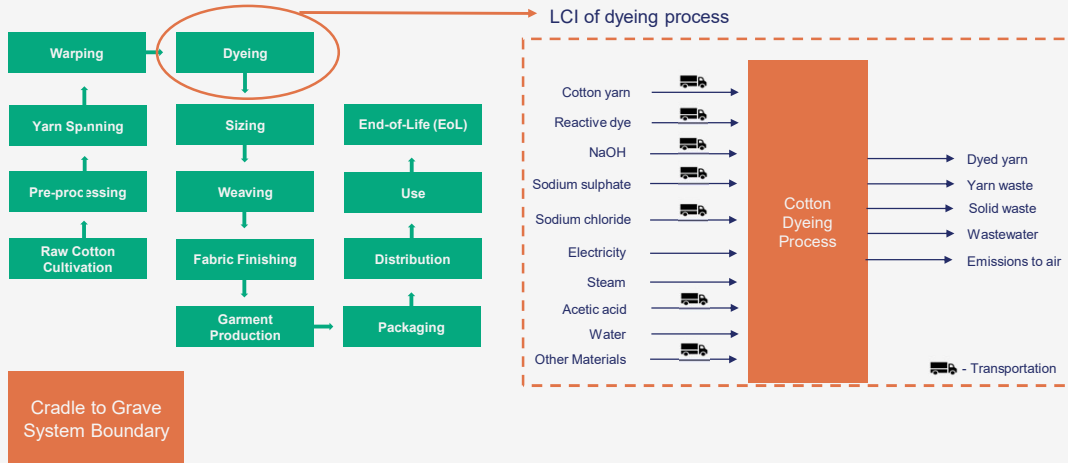 LCI of dyeing process
Warping
Dyeing
Yarn Spinning
Sizing
End-of-Life (EoL)
Pre-processing
Weaving
Use
Raw Cotton
Cultivation
Fabric Finishing
Distribution
Garment
Production
Packaging
Cradle to Grave
System Boundary
Cotton yarn
Reactive dye
NaOH
Sodium sulphate
Sodium chloride
Electricity
Steam
Acetic acid
Water
Other Materials
Cotton
Dyeing
Process
Dyed yarn
Yarn waste
Solid waste
Wastewater
Emissions to air
- Transportation